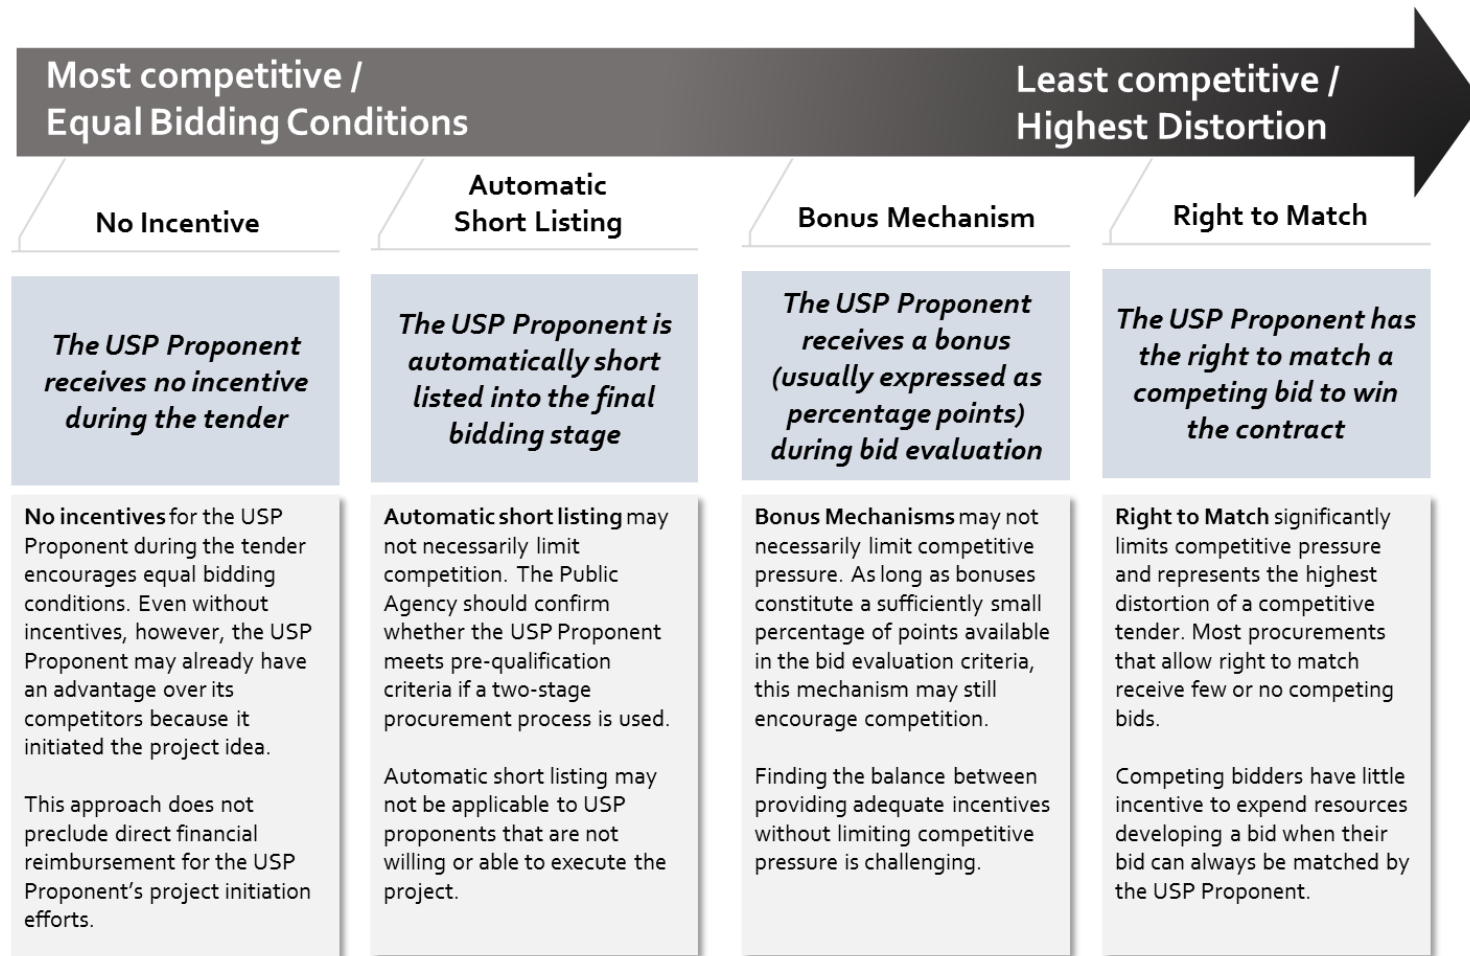 Most competitive /
Equal Bidding Conditions
Least competitive /
Highest Distortion
No Incentive
The USP Proponent
receives no incentive
during the tender
No incentives for the USP
Proponent during the tender
encourages equal bidding
conditions. Even without
incentives, however, the USP
Proponent may already have
an advantage over its
competitors because it
initiated the project idea.
This approach does not
preclude direct financial
reimbursement for the USP
Proponent's project initiation
efforts.
Automatic
Short Listing
The USP Proponent is
automatically short
listed into the final
bidding stage
Automatic short listing may
not necessarily limit
competition. The Public
Agency should confirm
whether the USP Proponent
meets pre-qualification
criteria if a two-stage
procurement process is used.
Automatic short listing may
not be applicable to USP
proponents that are not
willing or able to execute the
project.
Bonus Mechanism
The USP Proponent
receives a bonus
(usually expressed as
percentage points)
during bid evaluation
Bonus Mechanisms may not
necessarily limit competitive
pressure. As long as bonuses
constitute a sufficiently small
percentage of points available
in the bid evaluation criteria,
this mechanism may still
encourage competition.
Finding the balance between
providing adequate incentives
without limiting competitive
pressure is challenging.
Right to Match
The USP Proponent has
the right to match a
competing bid to win
the contract
Right to Match significantly
limits competitive pressure
and represents the highest
distortion of a competitive
tender. Most procurements
that allow right to match
receive few or no competing
bids.
Competing bidders have little
incentive to expend resources
developing a bid when their
bid can always be matched by
the USP Proponent.